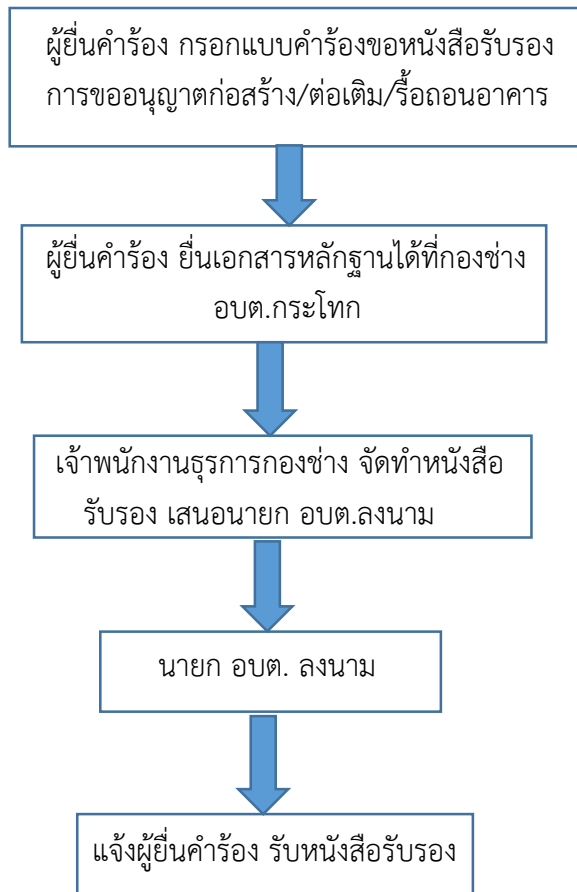 ผู้ยื่นคำร้อง กรอกแบบคำร้องขอหนังสือรับรอง
การขออนุญาตก่อสร้าง/ต่อเติม/รื้อถอนอาคาร
ผู้ยื่นคำร้อง ยื่นเอกสารหลักฐานได้ที่กองช่าง
อบต.กระโทก
เจ้าพนักงานธุรการกองช่าง จัดทำหนังสือ
รับรอง เสนอนายก อบต.ลงนาม
นายก อบต. ลงนาม
แจ้งผู้ยื่นคำร้อง รับหนังสือรับรอง